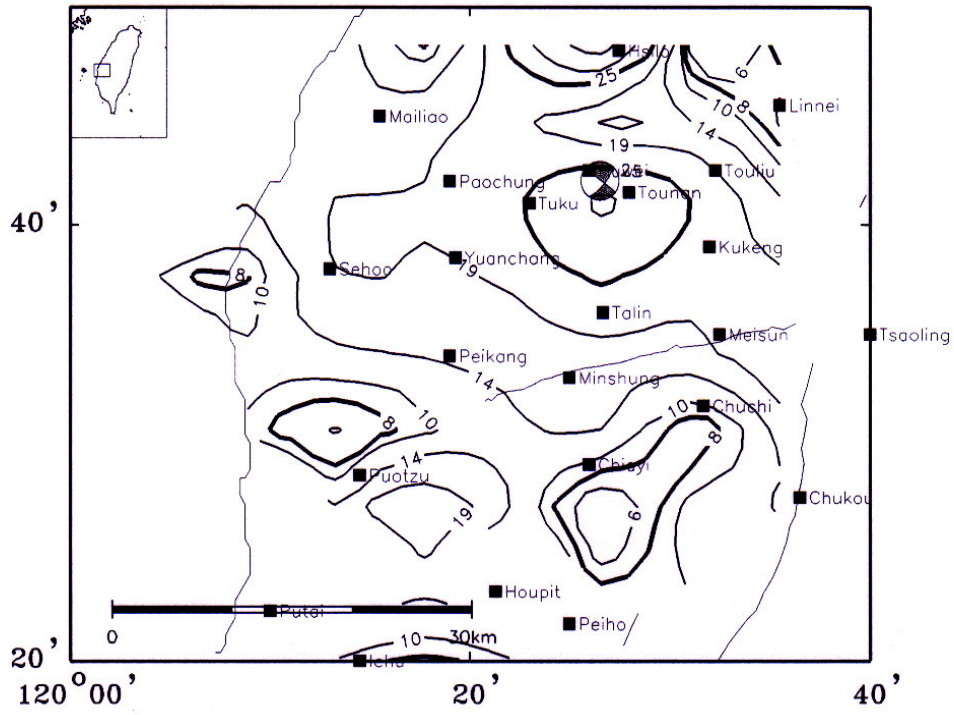 Hsilo
25
6
8
10
14
Linnei
Mailiao
19
25
Touliu
Paochung
Tounan
Tuku
40'
Kukeng
Yuanchang
19
Sehoo
8
10
Talin
Meisun
Tsaoling
Peikang
14
Minshung
10
Chuchi
10
8
8
14
Chiayi
Puotzu
Chukou
19
6
Houpit
Putai
Peiho
0
30km
10
Ichu
20'
120°00'
20'
40'